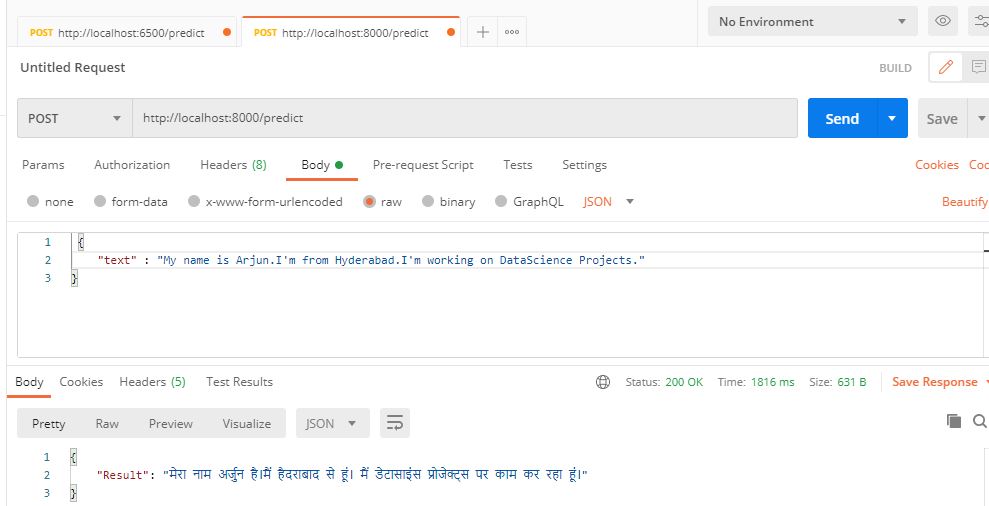 POST http://localhost:6500/predict POST http://localhost:8000/predict No Environment
Untitled Request BUILD
POST http://localhost:8000/predict Send Save
Params Authorization Headers (8) Body Pre-request Script Tests Settings Cookies
none form-data x-www-form-urlencoded raw binary GraphQL JSON Beautify
1 {
2 "text" : "My name is Arjun.I'm from Hyderabad.I'm working on DataScience Projects."
3 }
Body Cookies Headers (5) Test Results Status: 200 OK Time: 1816 ms Size: 631 B Save Response
Pretty Raw Preview Visualize JSON
1 {
2 "Result": "मेरा नाम अर्जुन है।मैं हैदराबाद से हूं। मैं डेटासाइंस प्रोजेक्ट्स पर काम कर रहा हूं।"
3 }